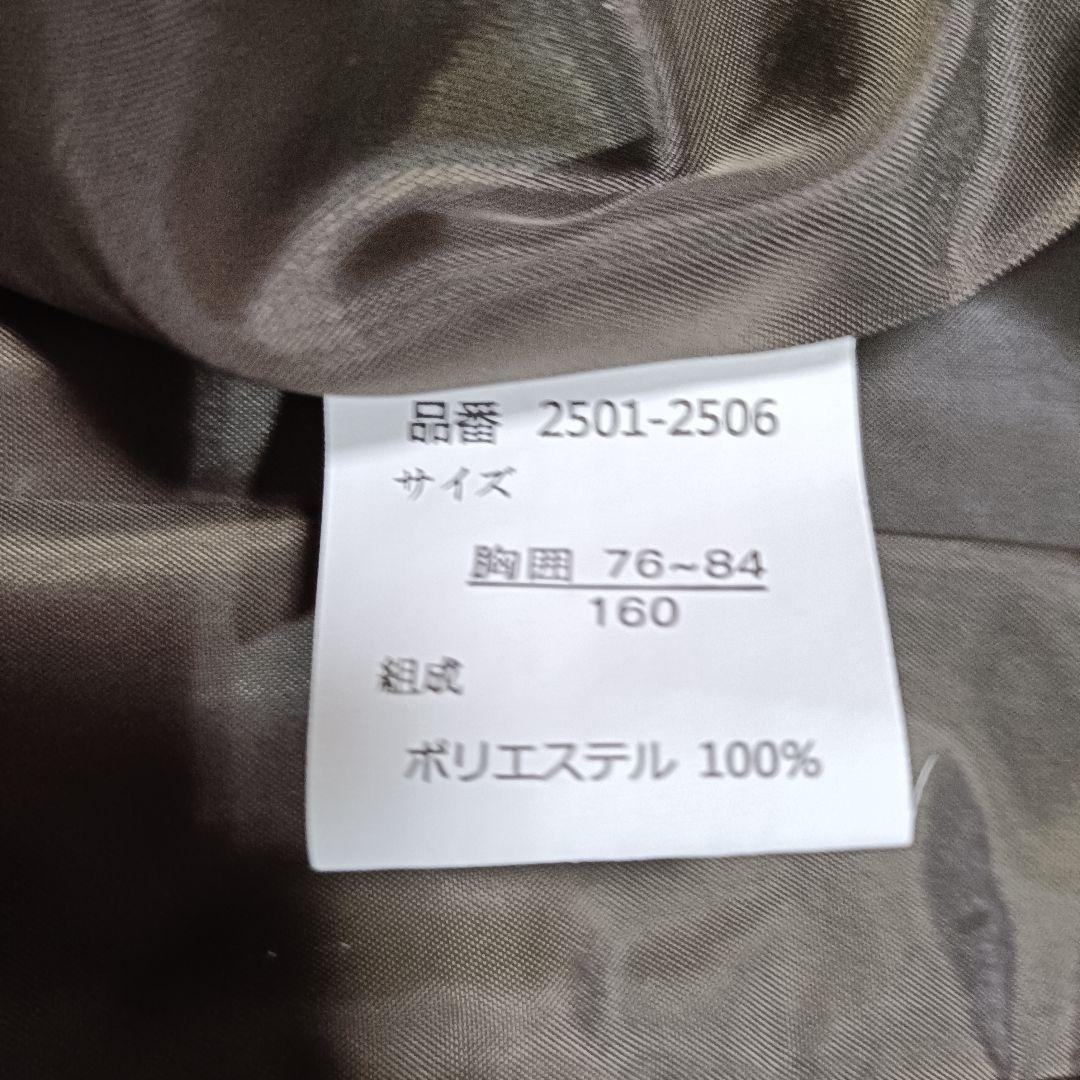 品番 2501-2506
サイズ
胸囲 76~84
160
組成
ポリエステル 100%